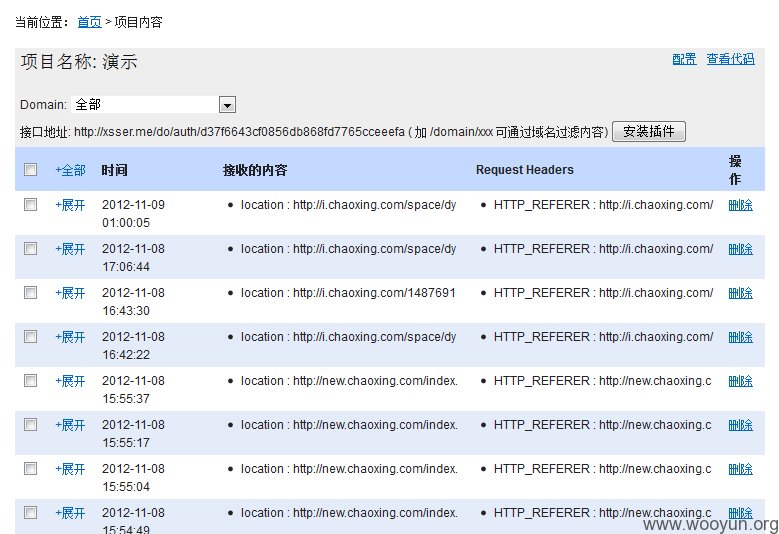 当前位置： 首页 > 项目内容
项目名称: 演示 配置 查看代码
Domain: 全部
接口地址: http://xsser.me/do/auth/d37f6643cf0856db868fd7765cceeefa ( 加 /domain/xxx 可通过域名过滤内容) 安装插件
+全部 时间 接收的内容 Request Headers 操作
+展开 2012-11-09 01:00:05 • location : http://i.chaoxing.com/space/dy • HTTP_REFERER : http://i.chaoxing.com/ 删除
+展开 2012-11-08 17:06:44 • location : http://i.chaoxing.com/space/dy • HTTP_REFERER : http://i.chaoxing.com/ 删除
+展开 2012-11-08 16:43:30 • location : http://i.chaoxing.com/1487691 • HTTP_REFERER : http://i.chaoxing.com/ 删除
+展开 2012-11-08 16:42:22 • location : http://i.chaoxing.com/space/dy • HTTP_REFERER : http://i.chaoxing.com/ 删除
+展开 2012-11-08 15:55:37 • location : http://new.chaoxing.com/index. • HTTP_REFERER : http://new.chaoxing.c 删除
+展开 2012-11-08 15:55:17 • location : http://new.chaoxing.com/index. • HTTP_REFERER : http://new.chaoxing.c 删除
+展开 2012-11-08 15:55:04 • location : http://new.chaoxing.com/index. • HTTP_REFERER : http://new.chaoxing.c 删除
+展开 2012-11-08 15:54:49 • location : http://new.chaoxing.com/index. • HTTP_REFERER : http://new.chaoxing.c 删除
www.wooyun.org